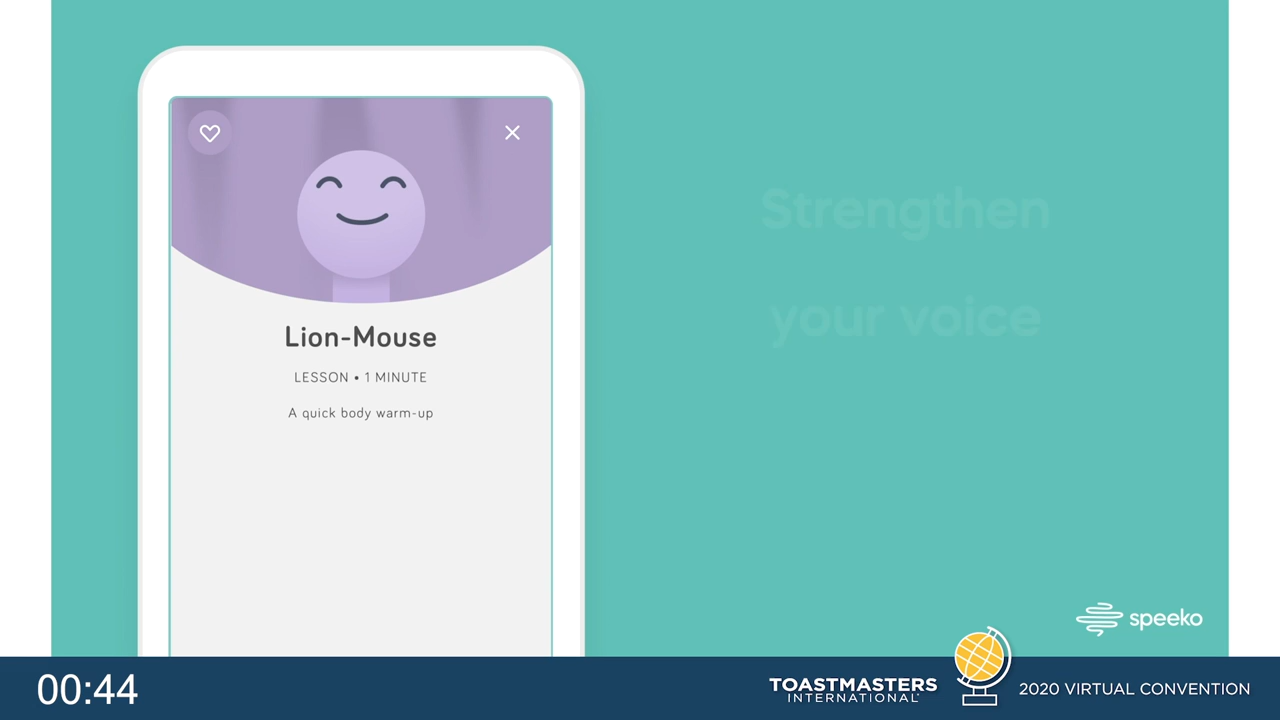 Lion-Mouse
LESSON • 1 MINUTE
A quick body warm-up
Strengthen
your voice
speeko
00:44
TOASTMASTERS
INTERNATIONAL
2020 VIRTUAL CONVENTION